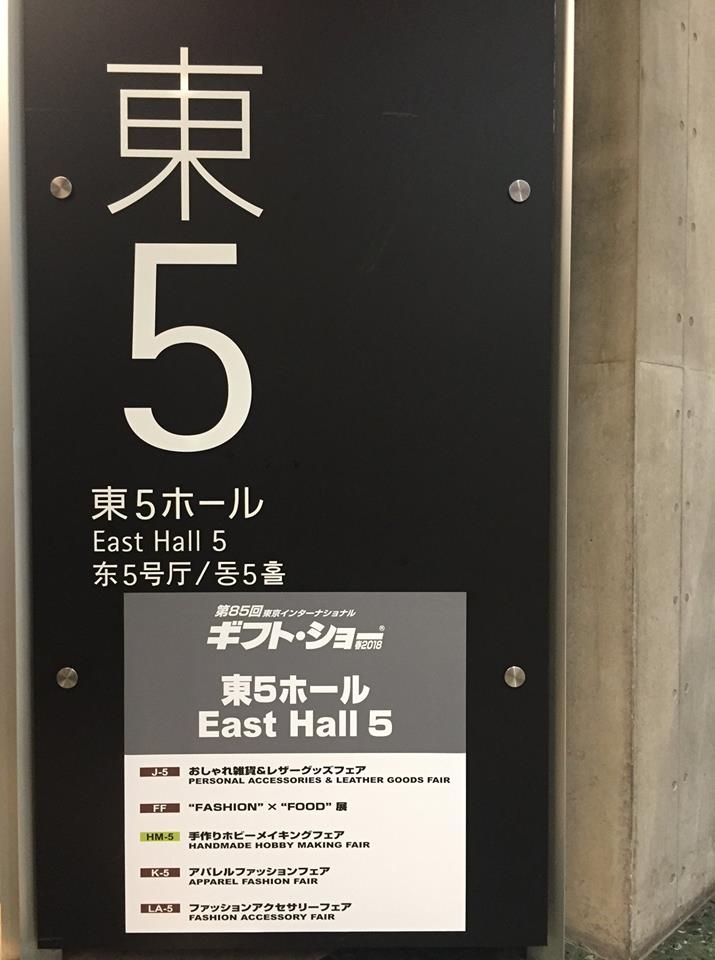 東
5
東5ホール
East Hall 5
东5号厅/동5홀
第85回東京インターナショナル
ギフト・ショー®
春2018
東5ホール
East Hall 5
J-5 おしゃれ雑貨&レザーグッズフェア
PERSONAL ACCESSORIES & LEATHER GOODS FAIR
FF “FASHION” × “FOOD” 展
HM-5 手作りホビーメイキングフェア
HANDMADE HOBBY MAKING FAIR
K-5 アパレルファッションフェア
APPAREL FASHION FAIR
LA-5 ファッションアクセサリーフェア
FASHION ACCESSORY FAIR